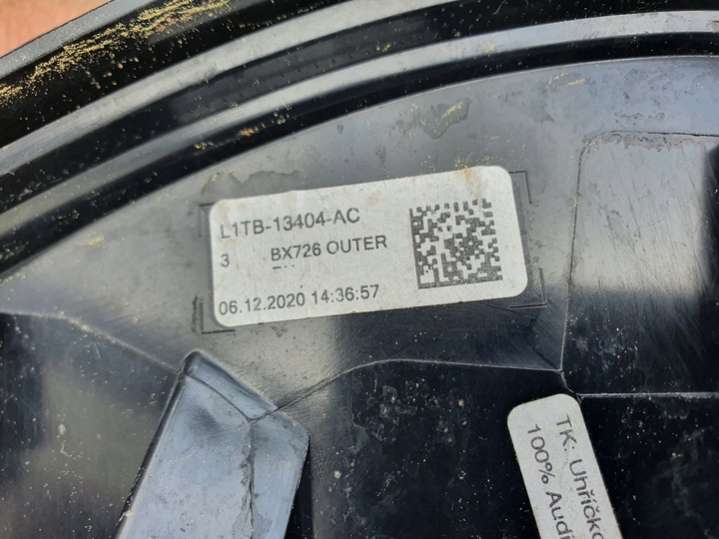 L1TB-13404-AC
3 BX726 OUTER
06.12.2020 14:36:57
TK: Uhříčko
100% Audi